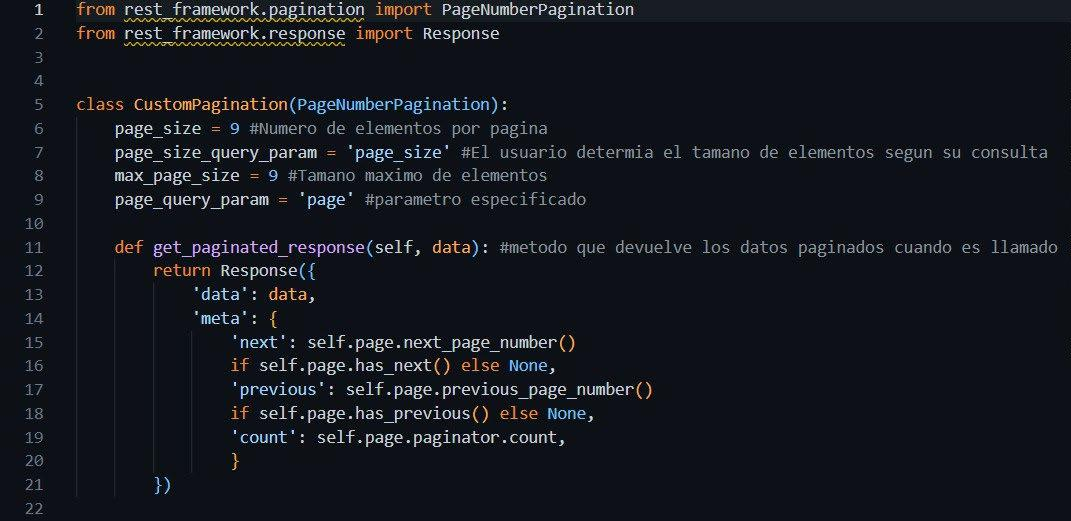 1 from rest_framework.pagination import PageNumberPagination
2 from rest_framework.response import Response
3
4
5 class CustomPagination(PageNumberPagination):
6     page_size = 9 #Numero de elementos por pagina
7     page_size_query_param = 'page_size' #El usuario determia el tamano de elementos segun su consulta
8     max_page_size = 9 #Tamano maximo de elementos
9     page_query_param = 'page' #parametro especificado
10
11     def get_paginated_response(self, data): #metodo que devuelve los datos paginados cuando es llamado
12         return Response({
13             'data': data,
14             'meta': {
15                 'next': self.page.next_page_number()
16                 if self.page.has_next() else None,
17                 'previous': self.page.previous_page_number()
18                 if self.page.has_previous() else None,
19                 'count': self.page.paginator.count,
20                 }
21         })
22